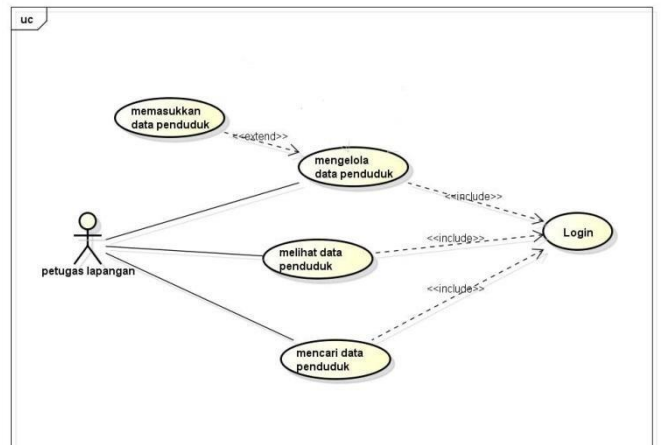 uc
memasukkan
data penduduk
<<extend>>
mengelola
data penduduk
<<include>>
petugas lapangan
melihat data
penduduk
<<include>>
Login
<<include>>
mencari data
penduduk